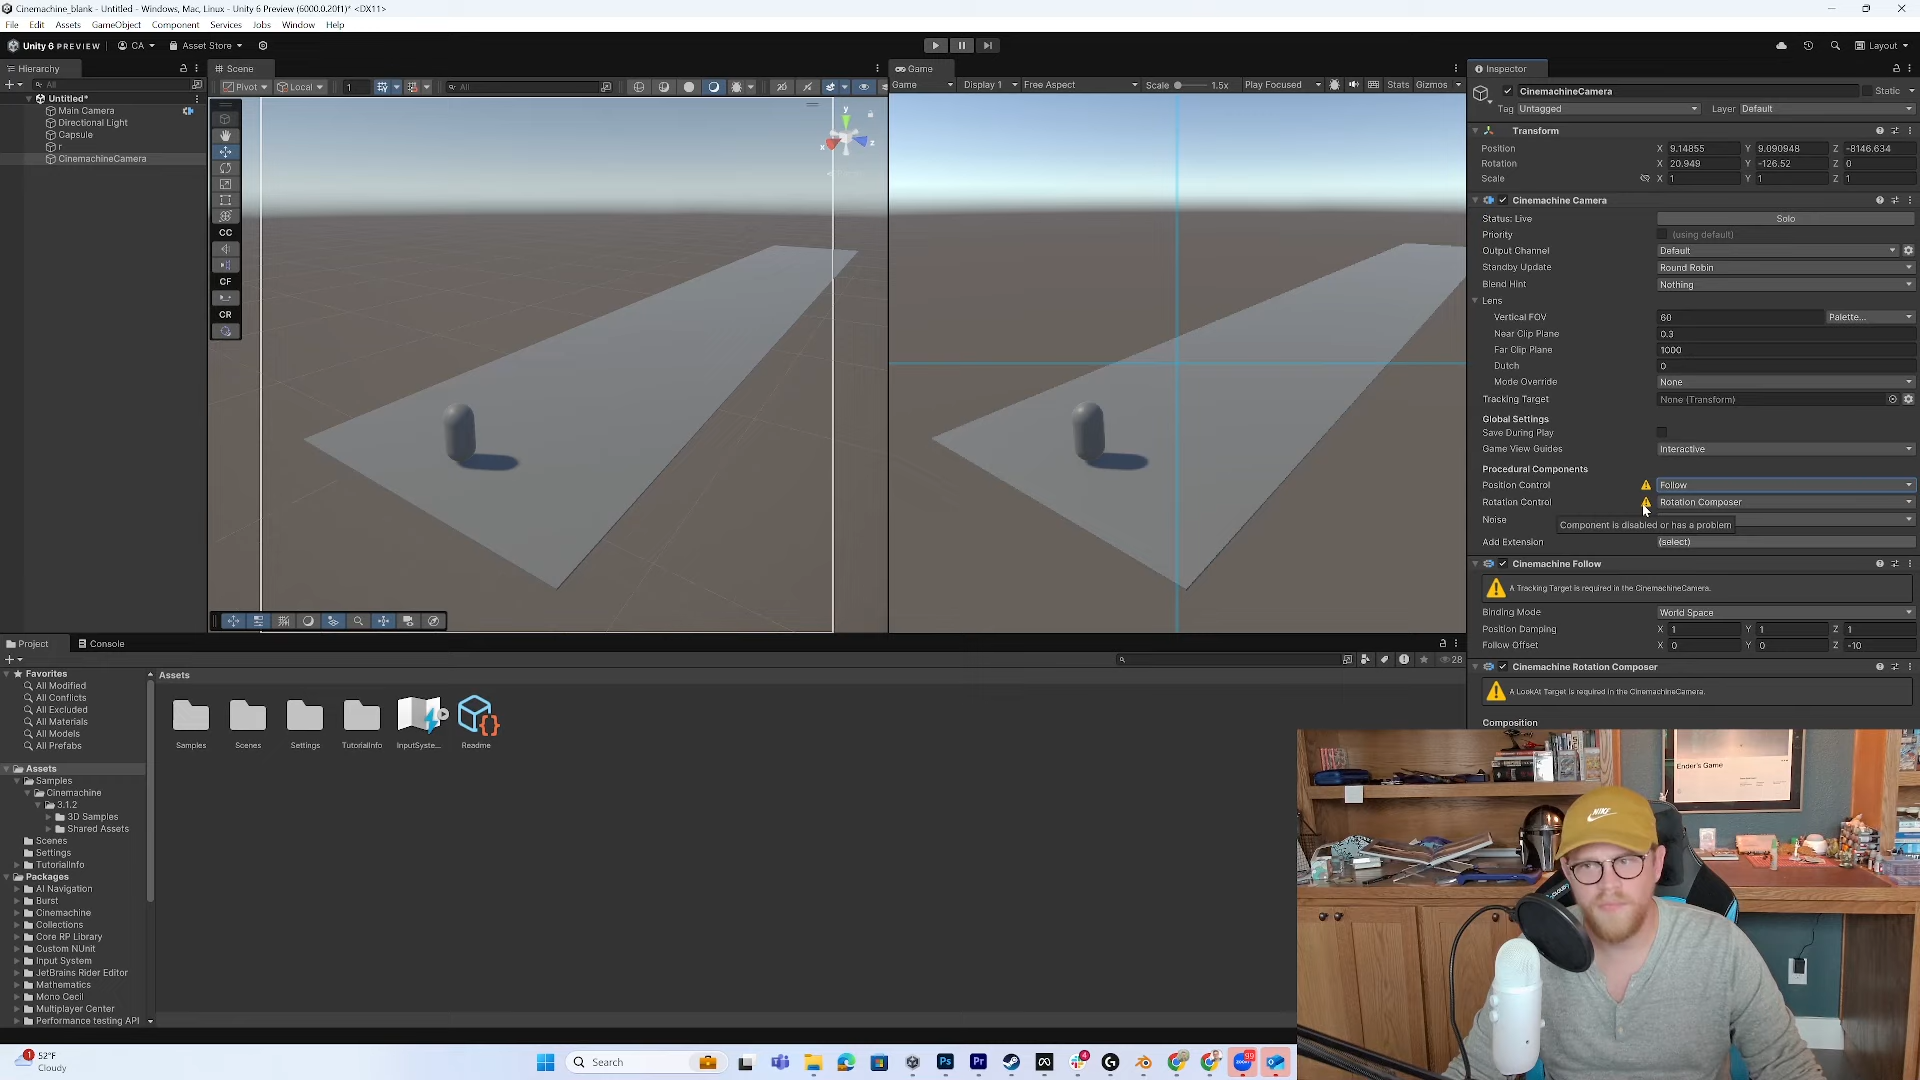 Cinemachine_blank - Untitled - Windows, Mac, Linux - Unity 6 Preview (6000.0.20f1)* <DX11>
File Edit Assets GameObject Component Services Jobs Window Help
Unity 6 PREVIEW CA Asset Store Layout
Hierarchy
All
Untitled*
Main Camera
Directional Light
Capsule
r
CinemachineCamera
Scene
Pivot Local 1 All
y
x z
CC
CF
CR
Game
Game Display 1 Free Aspect Scale 1.5x Play Focused Stats Gizmos
Inspector
CinemachineCamera Static
Tag Untagged Layer Default
Transform
Position X 9.14855 Y 9.090948 Z -8146.634
Rotation X 20.949 Y -126.52 Z 0
Scale X 1 Y 1 Z 1
Cinemachine Camera
Status: Live Solo
Priority (using default)
Output Channel Default
Standby Update Round Robin
Blend Hint Nothing
Lens
Vertical FOV 60 Palette...
Near Clip Plane 0.3
Far Clip Plane 1000
Dutch 0
Mode Override None
Tracking Target None (Transform)
Global Settings
Save During Play
Game View Guides Interactive
Procedural Components
Position Control Follow
Rotation Control Rotation Composer
Noise
Component is disabled or has a problem
Add Extension (select)
Cinemachine Follow
A Tracking Target is required in the CinemachineCamera.
Binding Mode World Space
Position Damping X 1 Y 1 Z 1
Follow Offset X 0 Y 0 Z -10
Cinemachine Rotation Composer
A LookAt Target is required in the CinemachineCamera.
Composition
Project Console
28
Favorites
All Modified
All Conflicts
All Excluded
All Materials
All Models
All Prefabs
Assets
Samples
Cinemachine
3.1.2
3D Samples
Shared Assets
Scenes
Settings
TutorialInfo
Packages
AI Navigation
Burst
Cinemachine
Collections
Core RP Library
Custom NUnit
Input System
JetBrains Rider Editor
Mathematics
Mono Cecil
Multiplayer Center
Performance testing API
Assets
Samples Scenes Settings TutorialInfo InputSyste... Readme
Ender's Game
NIKE
1 52°F
Cloudy
Search
4
99